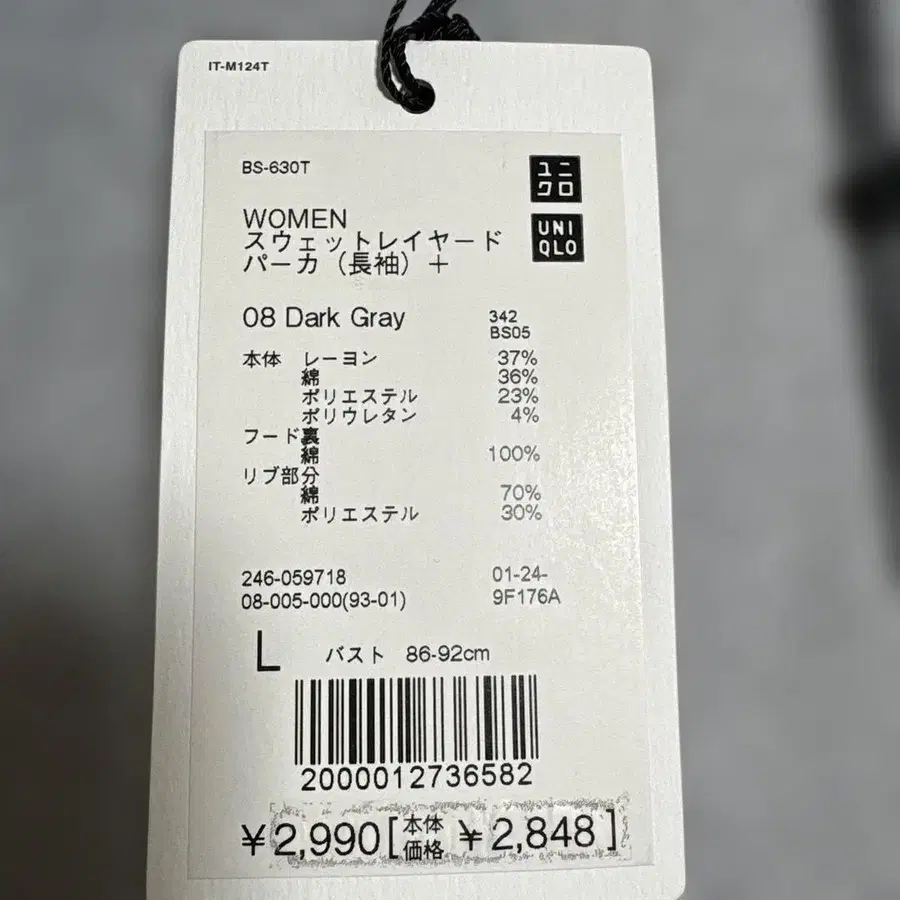 IT-M124T
BS-630T
ユニ
クロ
UNI
QLO
WOMEN
スウェットレイヤード
パーカ（長袖）＋
08 Dark Gray
342
BS05
本体 レーヨン 37%
綿 36%
ポリエステル 23%
ポリウレタン 4%
フード裏
綿 100%
リブ部分
綿 70%
ポリエステル 30%
246-059718 01-24-
08-005-000(93-01) 9F176A
L バスト 86-92cm
2000012736582
¥2,990[本体価格 ¥2,848]